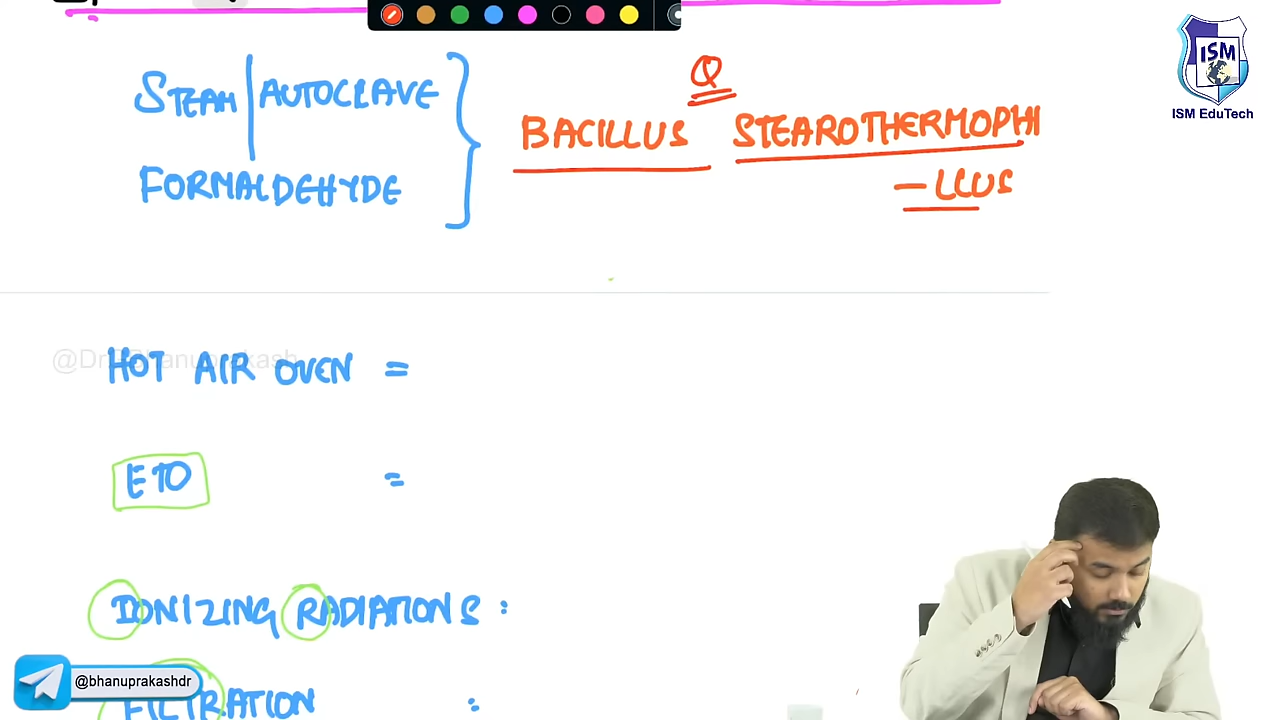 ISM
ISM EduTech
STEAM | AUTOCLAVE
FORMALDEHYDE
Q
BACILLUS STEAROTHERMOPHI
-LLUS
HOT AIR OVEN =
ETO =
IONIZING RADIATIONS :
FILTRATION :
@bhanuprakashdr